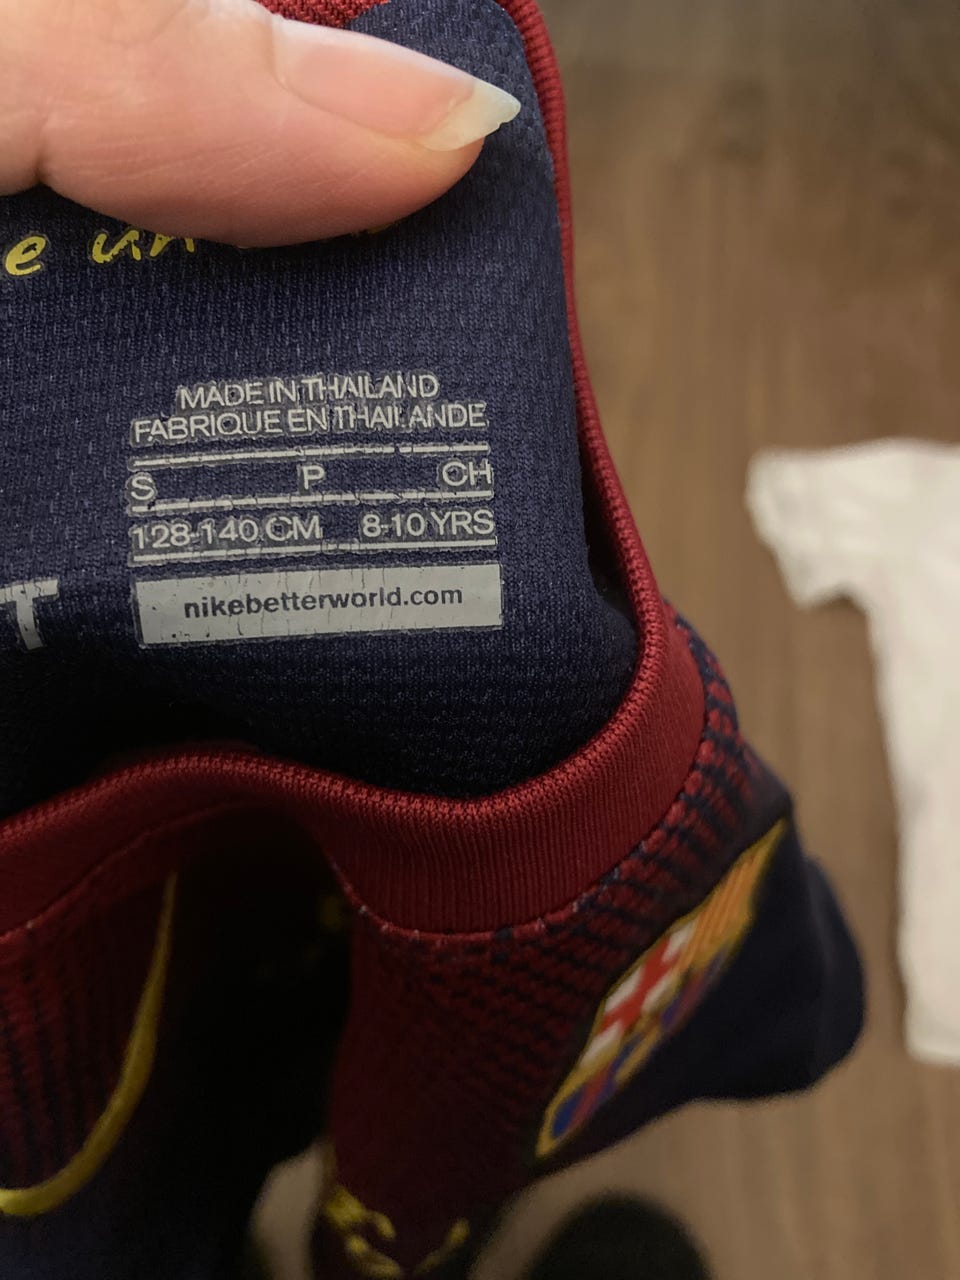 MADE IN THAILAND
FABRIQUE EN THAILANDE
S P CH
128-140 CM 8-10 YRS
nikebetterworld.com
T